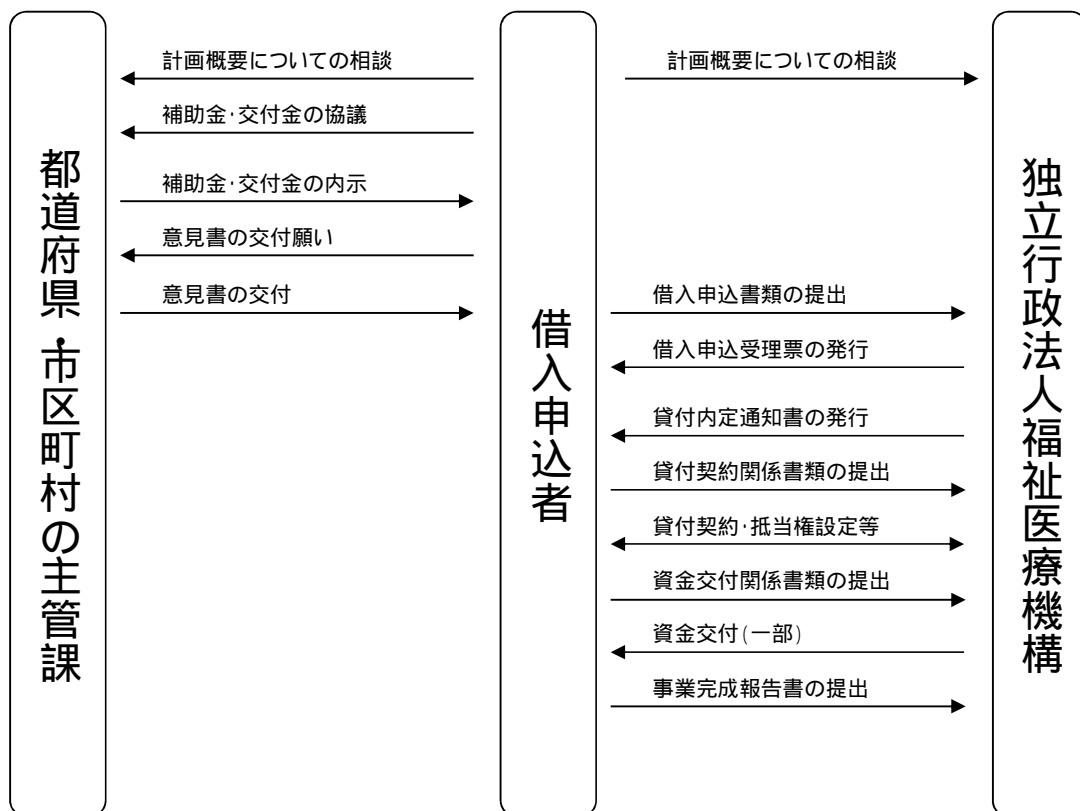 都道府県・市区町村の主管課
計画概要についての相談
補助金・交付金の協議
補助金・交付金の内示
意見書の交付願い
意見書の交付
借入申込者
計画概要についての相談
借入申込書類の提出
借入申込受理票の発行
貸付内定通知書の発行
貸付契約関係書類の提出
貸付契約・抵当権設定等
資金交付関係書類の提出
資金交付(一部)
事業完成報告書の提出
独立行政法人福祉医療機構